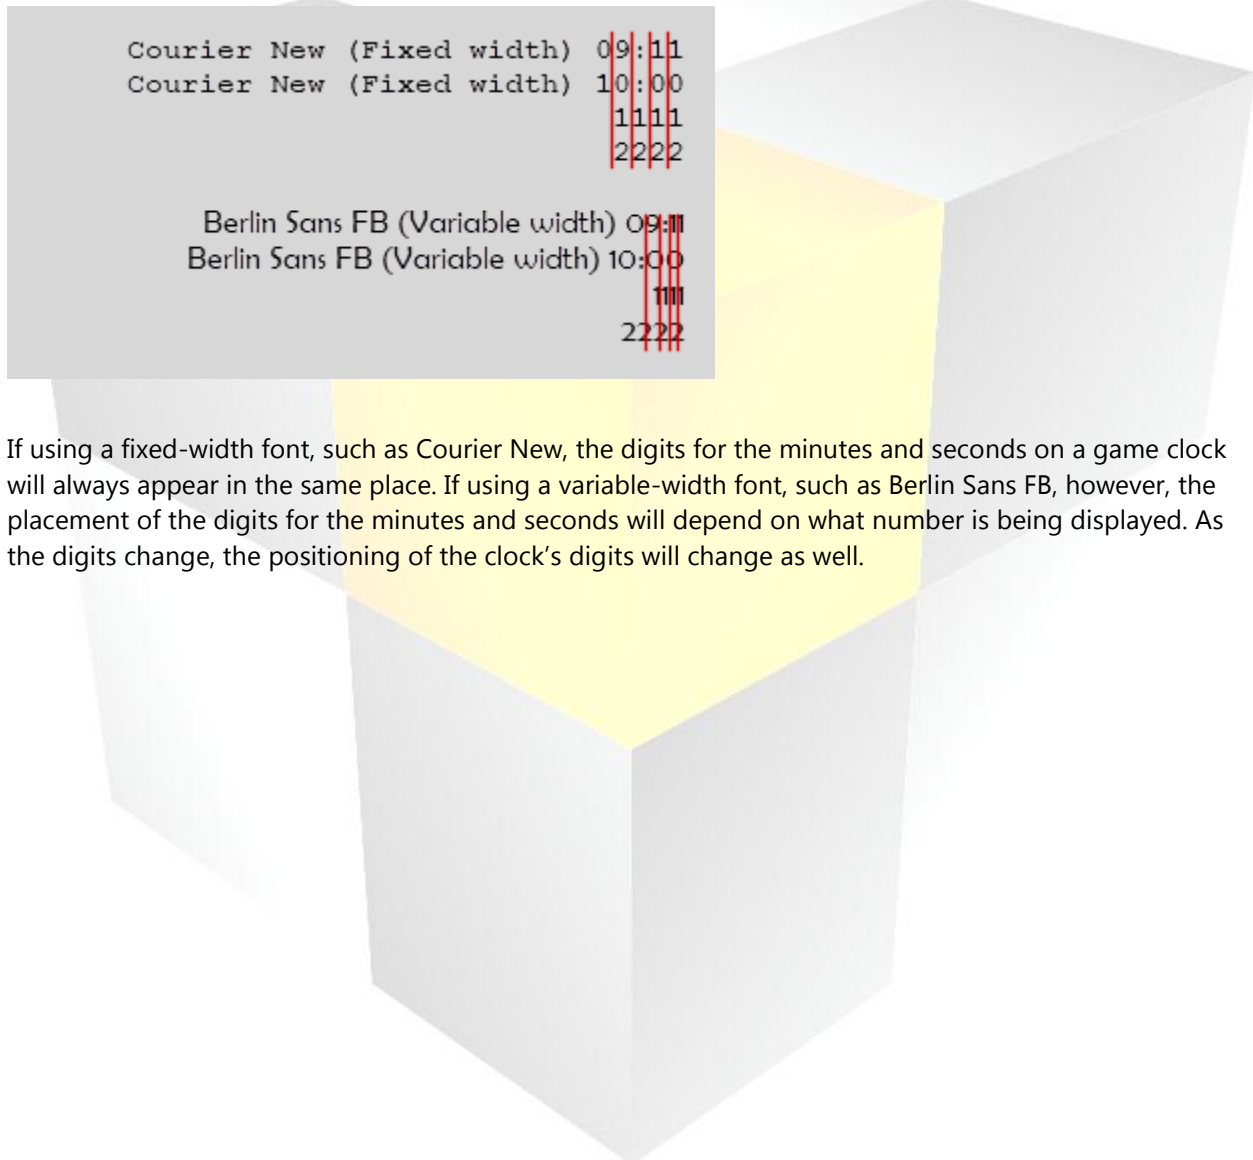 Courier New (Fixed width) 09:11
Courier New (Fixed width) 10:00
1111
2222
Berlin Sans FB (Variable width) 09:11
Berlin Sans FB (Variable width) 10:00
1111
2222
If using a fixed-width font, such as Courier New, the digits for the minutes and seconds on a game clock
will always appear in the same place. If using a variable-width font, such as Berlin Sans FB, however, the
placement of the digits for the minutes and seconds will depend on what number is being displayed. As
the digits change, the positioning of the clock’s digits will change as well.